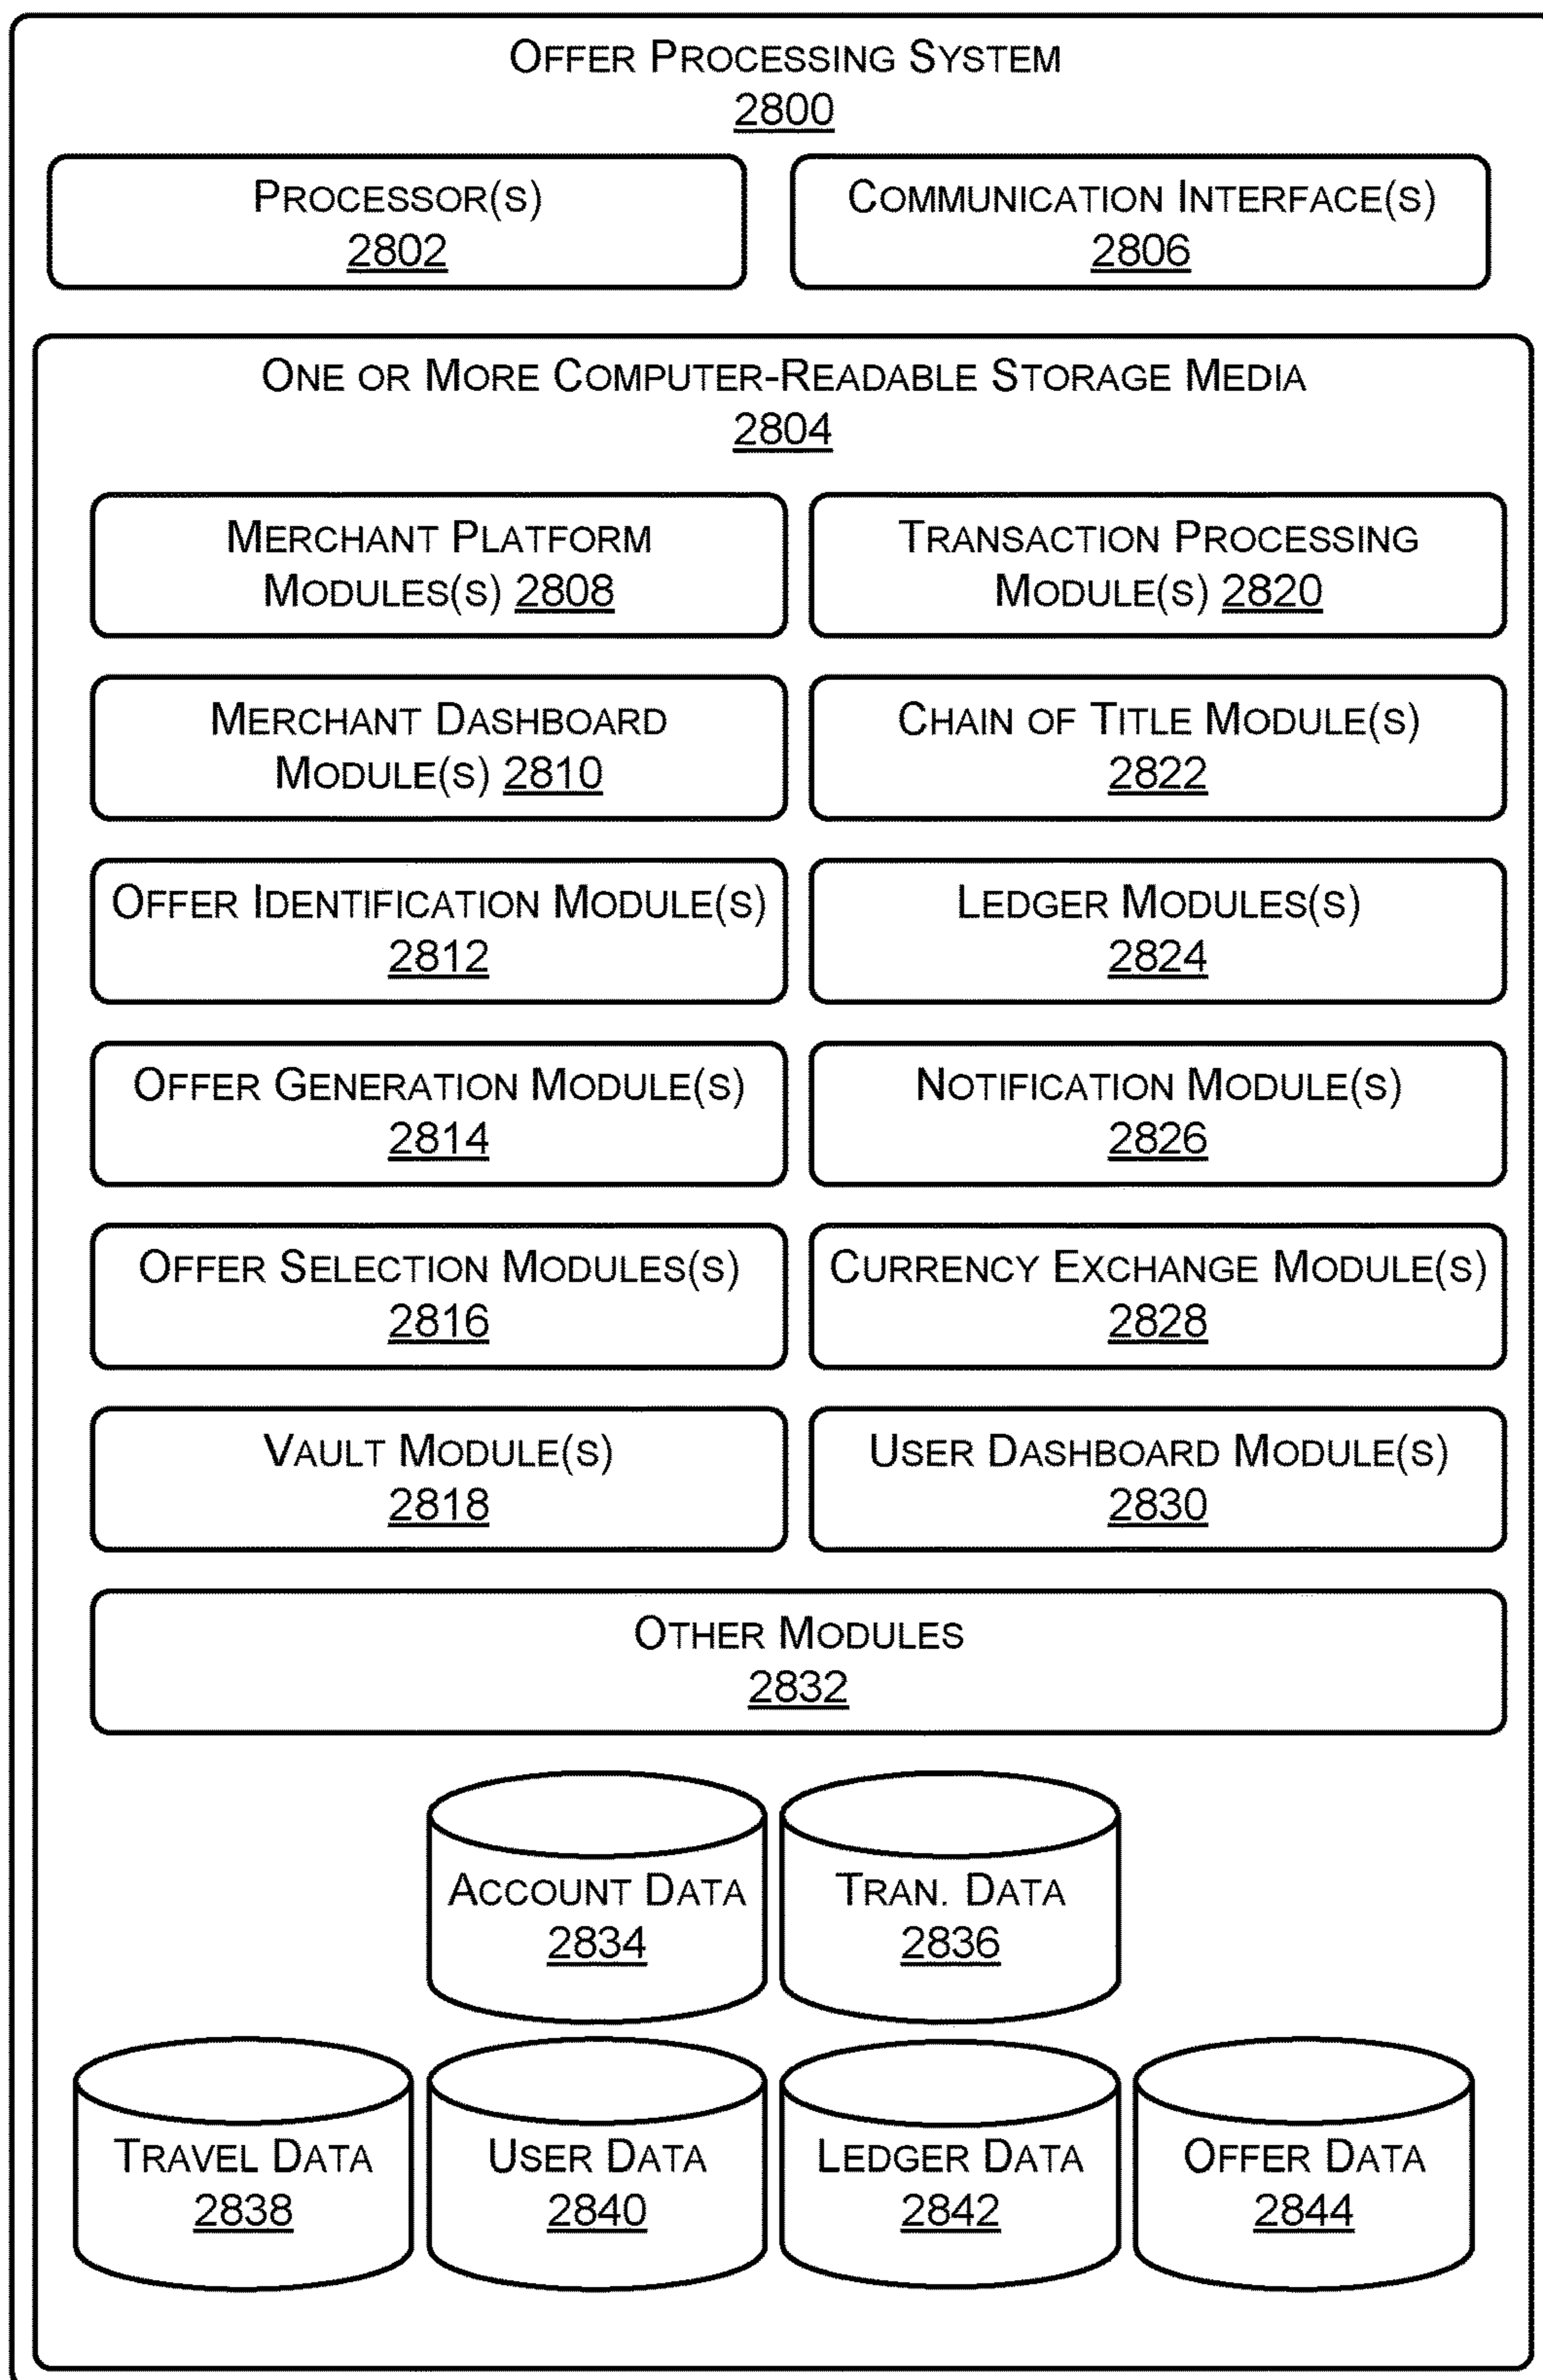 OFFER PROCESSING SYSTEM
2800
PROCESSOR(S)
2802
COMMUNICATION INTERFACE(S)
2806
ONE OR MORE COMPUTER-READABLE STORAGE MEDIA
2804
MERCHANT PLATFORM
MODULES(S) 2808
TRANSACTION PROCESSING
MODULE(S) 2820
MERCHANT DASHBOARD
MODULE(S) 2810
CHAIN OF TITLE MODULE(S)
2822
OFFER IDENTIFICATION MODULE(S)
2812
LEDGER MODULES(S)
2824
OFFER GENERATION MODULE(S)
2814
NOTIFICATION MODULE(S)
2826
OFFER SELECTION MODULES(S)
2816
CURRENCY EXCHANGE MODULE(S)
2828
VAULT MODULE(S)
2818
USER DASHBOARD MODULE(S)
2830
OTHER MODULES
2832
ACCOUNT DATA
2834
TRAN. DATA
2836
TRAVEL DATA
2838
USER DATA
2840
LEDGER DATA
2842
OFFER DATA
2844